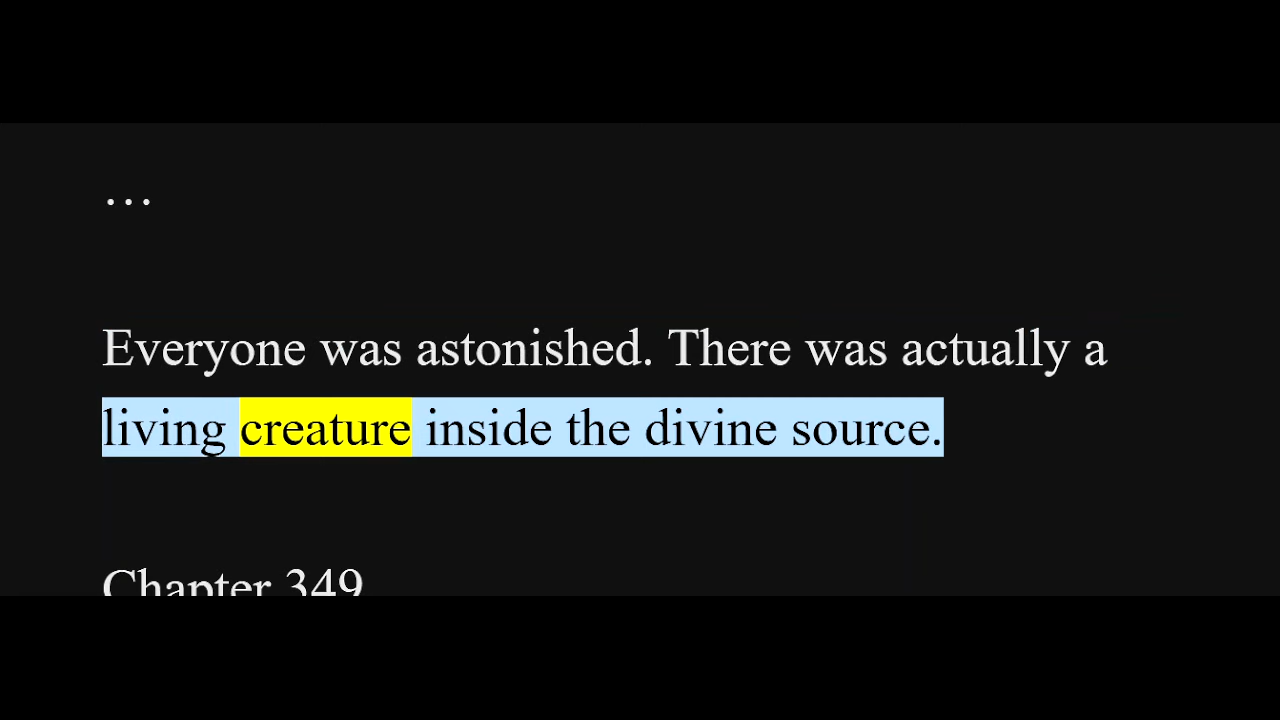 …
Everyone was astonished. There was actually a
living creature inside the divine source.
Chapter 349